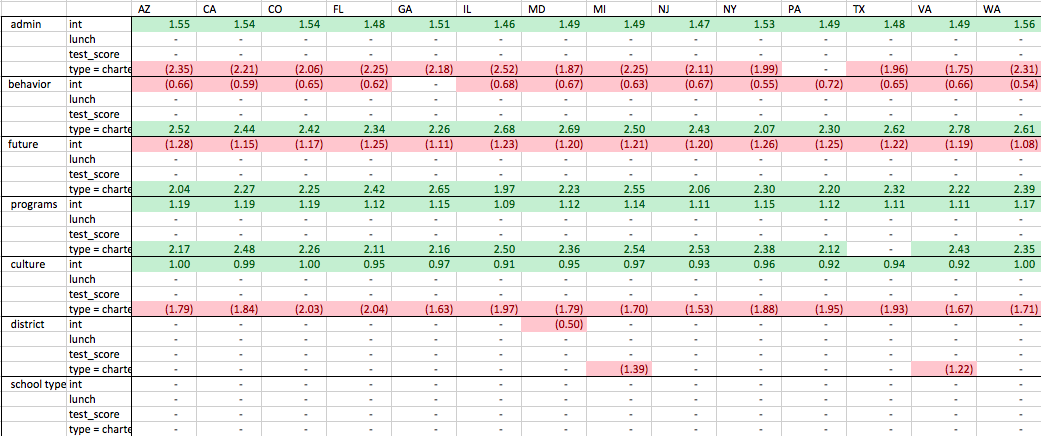 AZ CA CO FL GA IL MD MI NJ NY PA TX VA WA
admin int 1.55 1.54 1.54 1.48 1.51 1.46 1.49 1.49 1.47 1.53 1.49 1.48 1.49 1.56
lunch - - - - - - - - - - - - - -
test_score - - - - - - - - - - - - - -
type = charte (2.35) (2.21) (2.06) (2.25) (2.18) (2.52) (1.87) (2.25) (2.11) (1.99) - (1.96) (1.75) (2.31)
behavior int (0.66) (0.59) (0.65) (0.62) - (0.68) (0.67) (0.63) (0.67) (0.55) (0.72) (0.65) (0.66) (0.54)
lunch - - - - - - - - - - - - - -
test_score - - - - - - - - - - - - - -
type = charte 2.52 2.44 2.42 2.34 2.26 2.68 2.69 2.50 2.43 2.07 2.30 2.62 2.78 2.61
future int (1.28) (1.15) (1.17) (1.25) (1.11) (1.23) (1.20) (1.21) (1.20) (1.26) (1.25) (1.22) (1.19) (1.08)
lunch - - - - - - - - - - - - - -
test_score - - - - - - - - - - - - - -
type = charte 2.04 2.27 2.25 2.42 2.65 1.97 2.23 2.55 2.06 2.30 2.20 2.32 2.22 2.39
programs int 1.19 1.19 1.19 1.12 1.15 1.09 1.12 1.14 1.11 1.15 1.12 1.11 1.11 1.17
lunch - - - - - - - - - - - - - -
test_score - - - - - - - - - - - - - -
type = charte 2.17 2.48 2.26 2.11 2.16 2.50 2.36 2.54 2.53 2.38 2.12 - 2.43 2.35
culture int 1.00 0.99 1.00 0.95 0.97 0.91 0.95 0.97 0.93 0.96 0.92 0.94 0.92 1.00
lunch - - - - - - - - - - - - - -
test_score - - - - - - - - - - - - - -
type = charte (1.79) (1.84) (2.03) (2.04) (1.63) (1.97) (1.79) (1.70) (1.53) (1.88) (1.95) (1.93) (1.67) (1.71)
district int - - - - - - (0.50) - - - - - - -
lunch - - - - - - - - - - - - - -
test_score - - - - - - - - - - - - - -
type = charte - - - - - - - (1.39) - - - - (1.22) -
school type int - - - - - - - - - - - - - -
lunch - - - - - - - - - - - - - -
test_score - - - - - - - - - - - - - -
type = charte - - - - - - - - - - - - - -